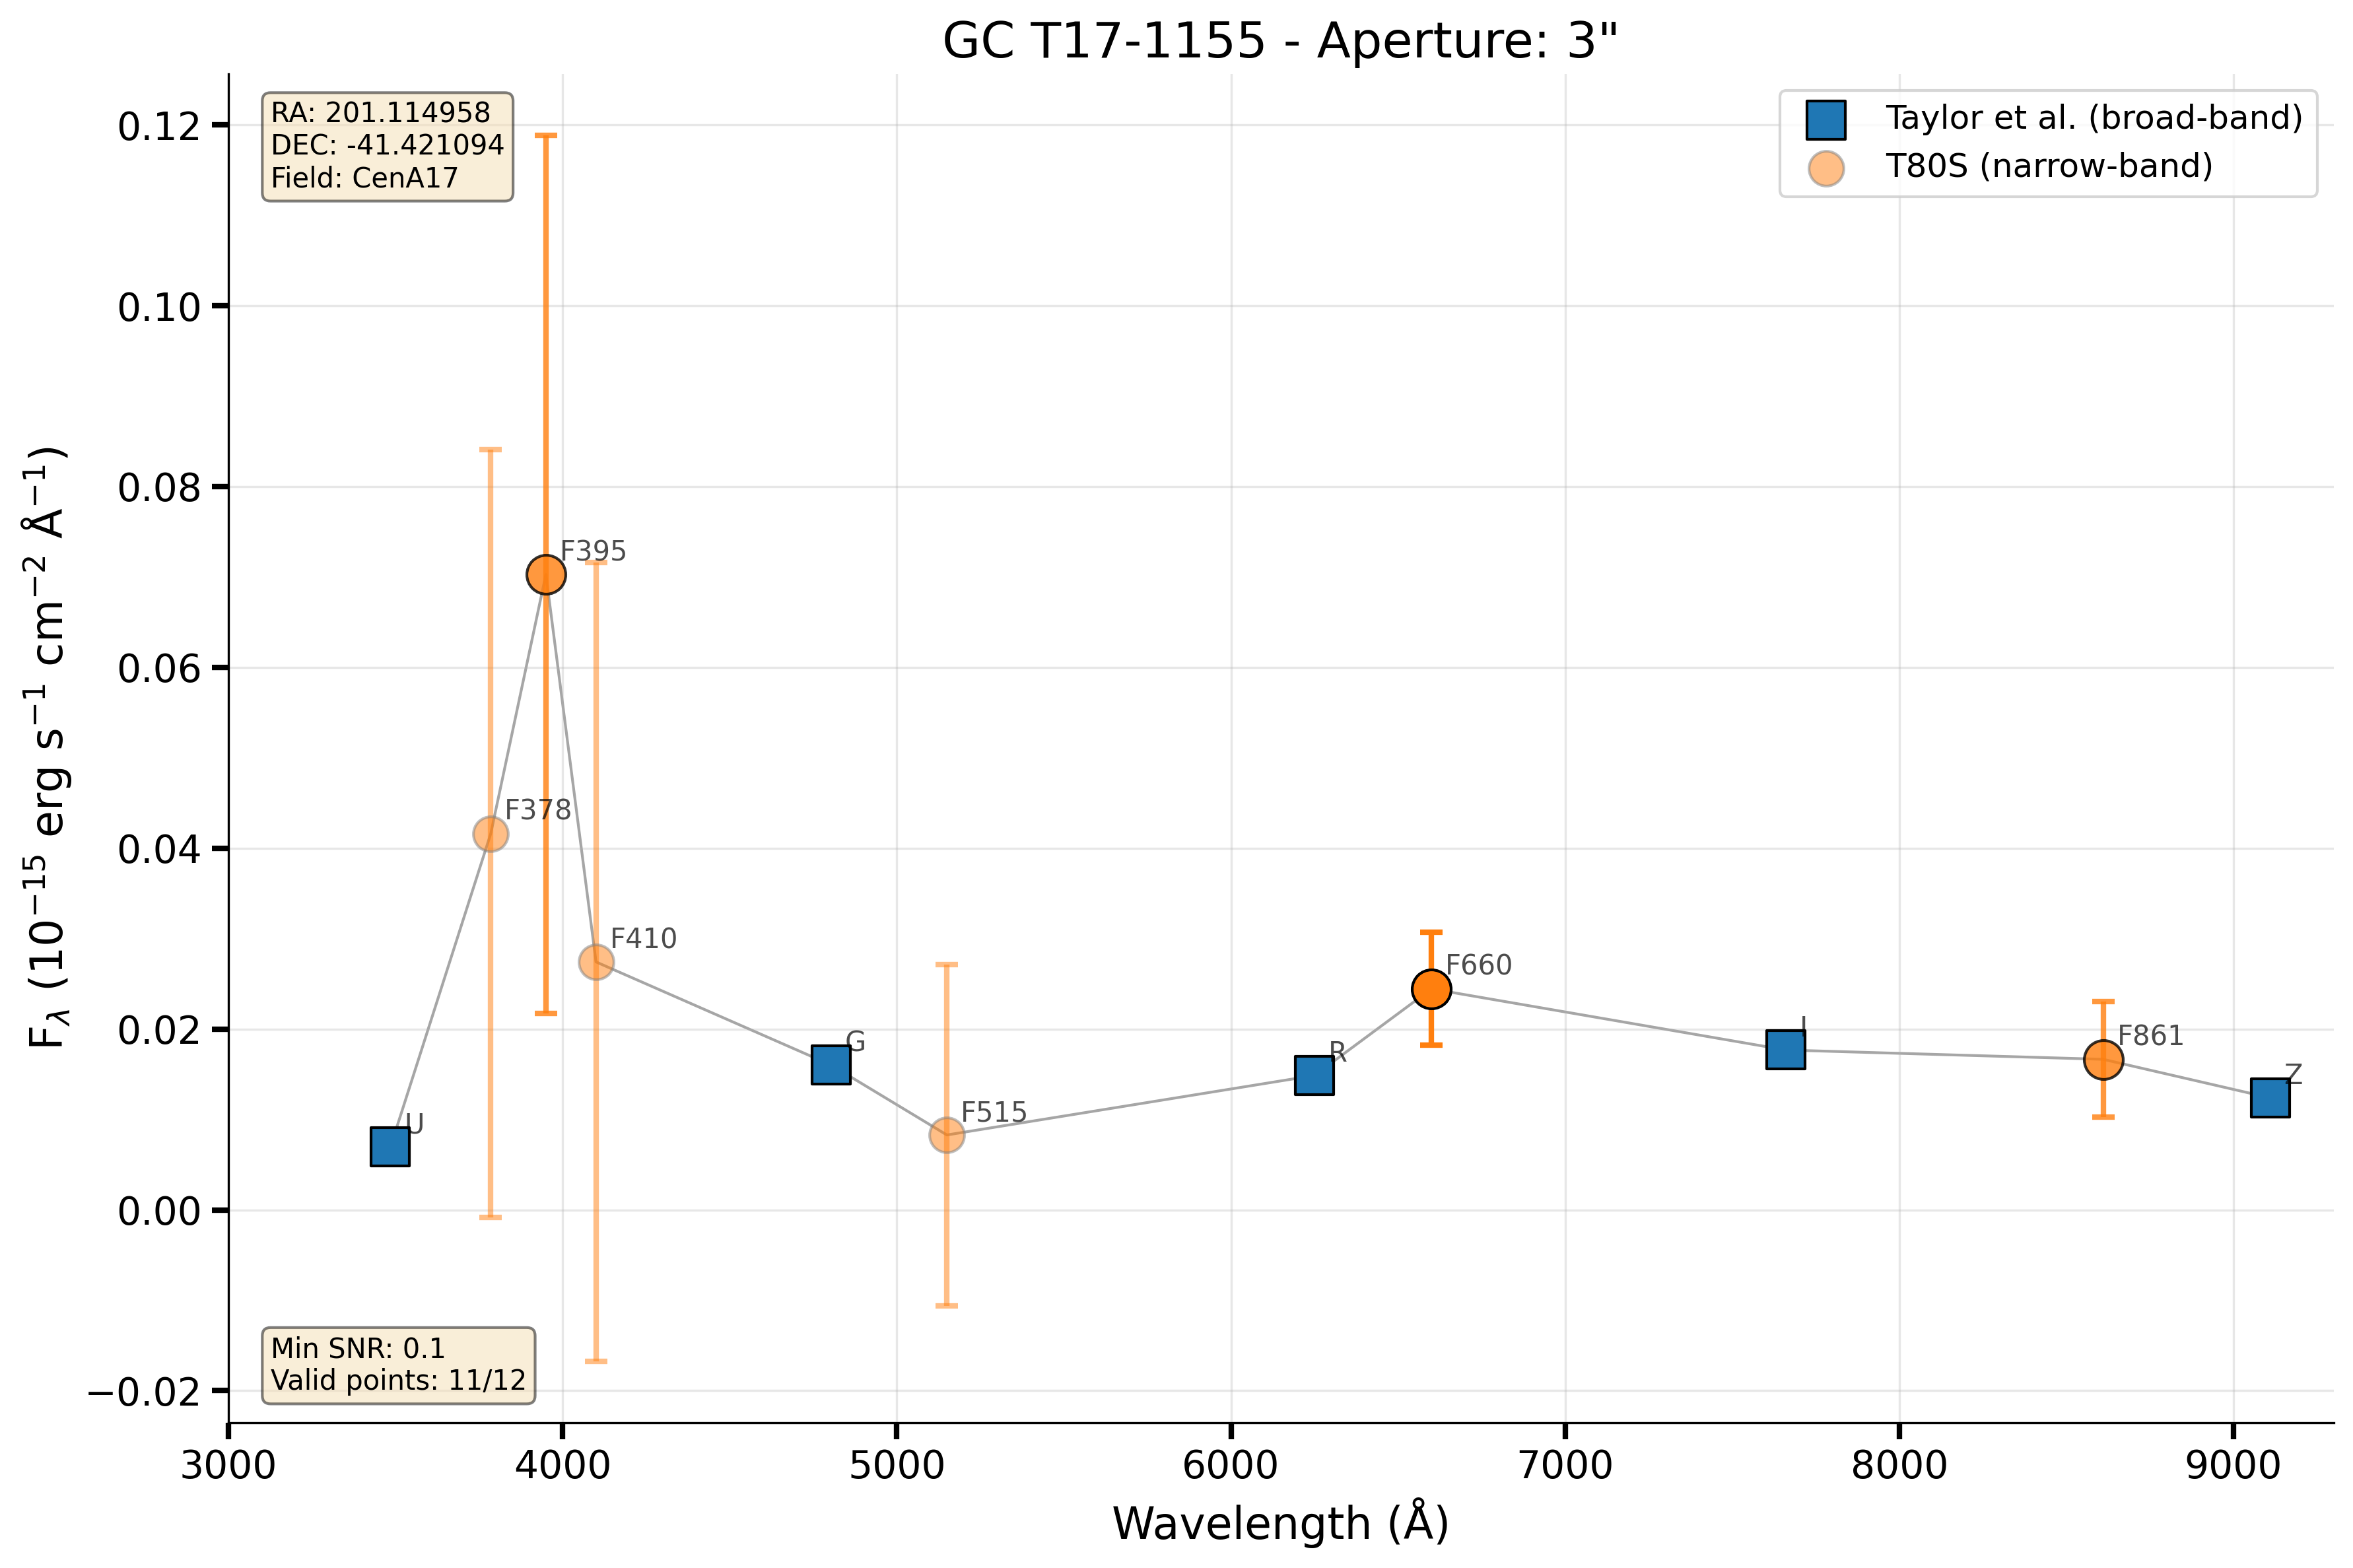 GC T17-1155 - Aperture: 3"
RA: 201.114958
DEC: -41.421094
Field: CenA17
Taylor et al. (broad-band)
T80S (narrow-band)
0.12
0.10
0.08
0.06
0.04
0.02
0.00
−0.02
F_λ (10⁻¹⁵ erg s⁻¹ cm⁻² Å⁻¹)
F395
F378
F410
F660
G
R
I
F861
Z
F515
U
Min SNR: 0.1
Valid points: 11/12
3000 4000 5000 6000 7000 8000 9000
Wavelength (Å)